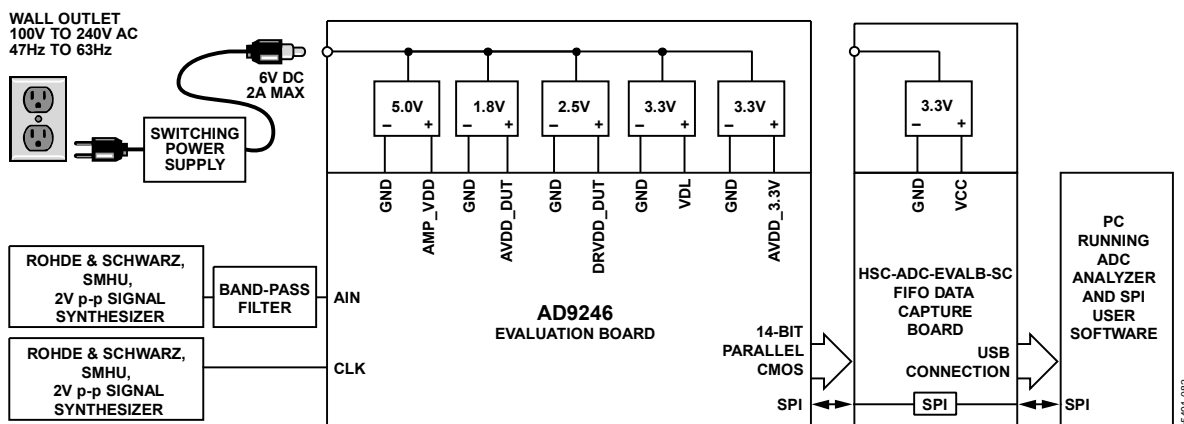 WALL OUTLET
100V TO 240V AC
47Hz TO 63Hz
6V DC
2A MAX
SWITCHING
POWER
SUPPLY
5.0V
1.8V
2.5V
3.3V
3.3V
3.3V
– +
– +
– +
– +
– +
– +
GND
AMP_VDD
GND
AVDD_DUT
GND
DRVDD_DUT
GND
VDL
GND
AVDD_3.3V
GND
VCC
ROHDE & SCHWARZ,
SMHU,
2V p-p SIGNAL
SYNTHESIZER
BAND-PASS
FILTER
AIN
ROHDE & SCHWARZ,
SMHU,
2V p-p SIGNAL
SYNTHESIZER
CLK
AD9246
EVALUATION BOARD
14-BIT
PARALLEL
CMOS
SPI
HSC-ADC-EVALB-SC
FIFO DATA
CAPTURE
BOARD
USB
CONNECTION
SPI
PC
RUNNING
ADC
ANALYZER
AND SPI
USER
SOFTWARE
SPI